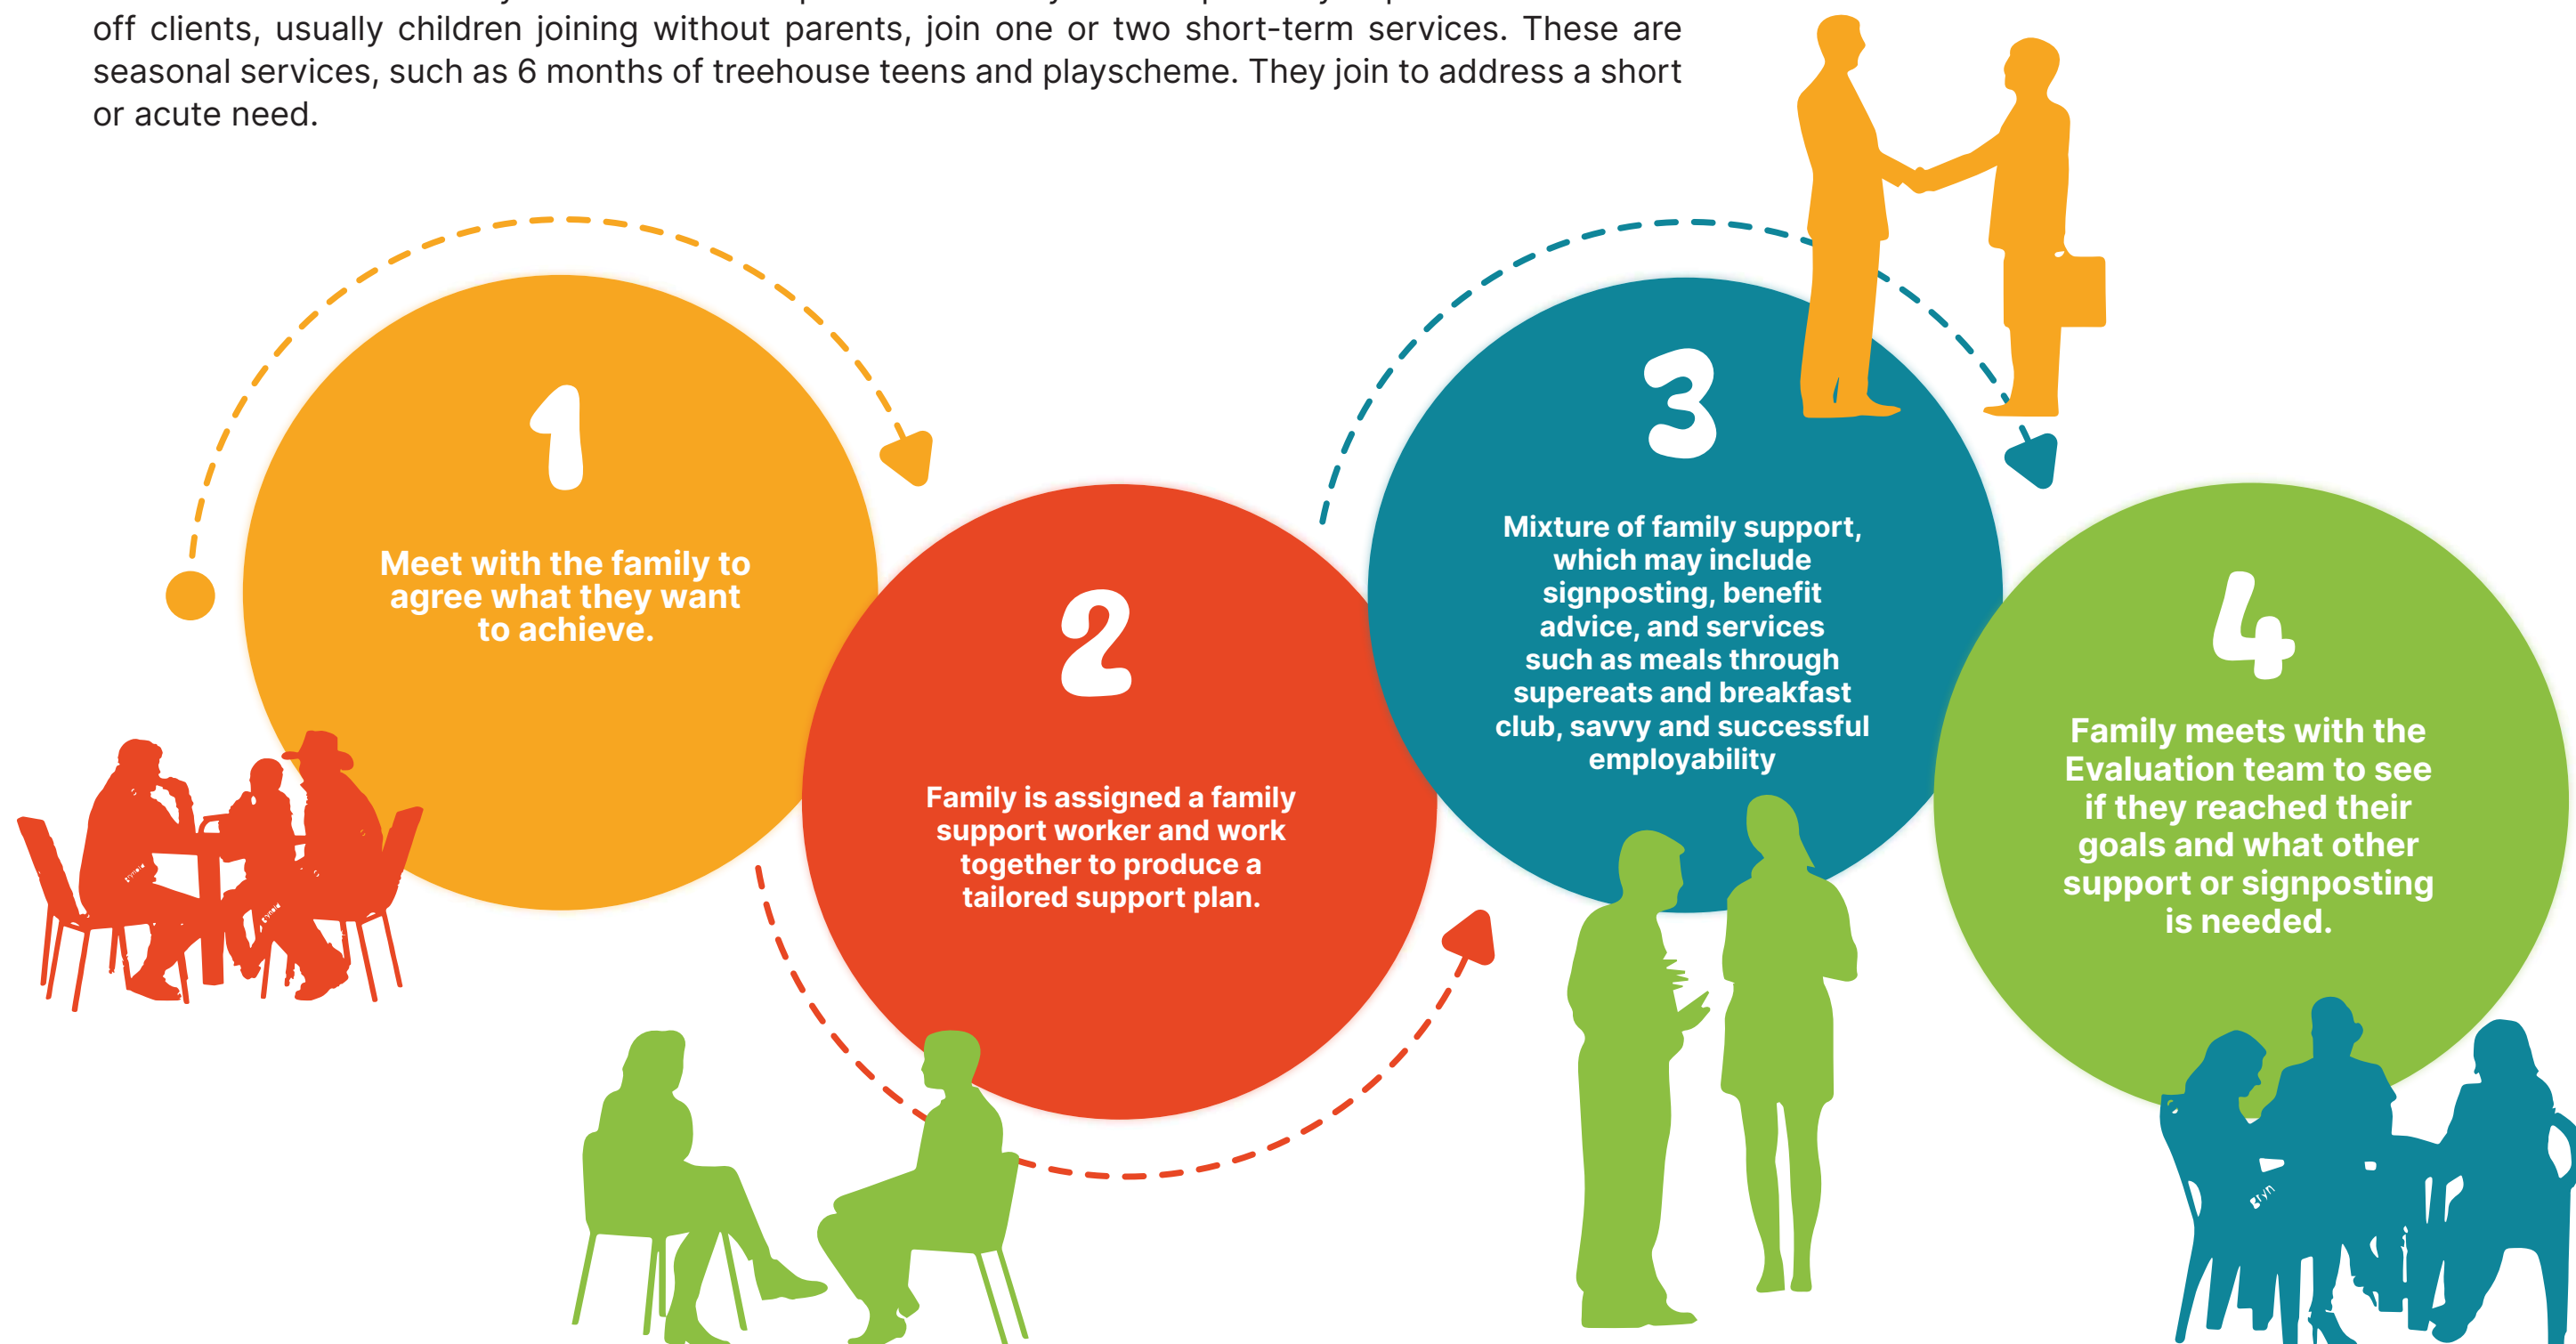 off clients, usually children joining without parents, join one or two short-term services. These are
seasonal services, such as 6 months of treehouse teens and playscheme. They join to address a short
or acute need.
1
Meet with the family to
agree what they want
to achieve.
2
Family is assigned a family
support worker and work
together to produce a
tailored support plan.
3
Mixture of family support,
which may include
signposting, benefit
advice, and services
such as meals through
supereats and breakfast
club, savvy and successful
employability
4
Family meets with the
Evaluation team to see
if they reached their
goals and what other
support or signposting
is needed.